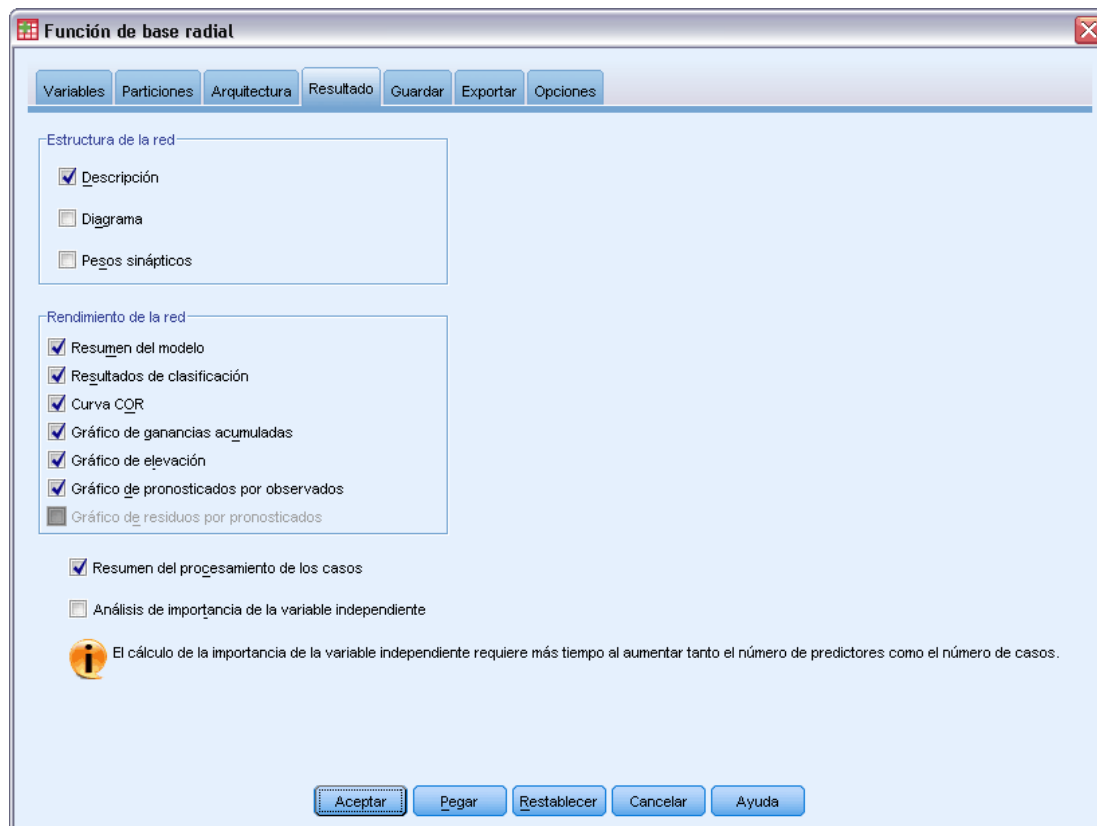 Función de base radial
Variables Particiones Arquitectura Resultado Guardar Exportar Opciones
Estructura de la red
Descripción
Diagrama
Pesos sinápticos
Rendimiento de la red
Resumen del modelo
Resultados de clasificación
Curva COR
Gráfico de ganancias acumuladas
Gráfico de elevación
Gráfico de pronosticados por observados
Gráfico de residuos por pronosticados
Resumen del procesamiento de los casos
Análisis de importancia de la variable independiente
El cálculo de la importancia de la variable independiente requiere más tiempo al aumentar tanto el número de predictores como el número de casos.
Aceptar Pegar Restablecer Cancelar Ayuda